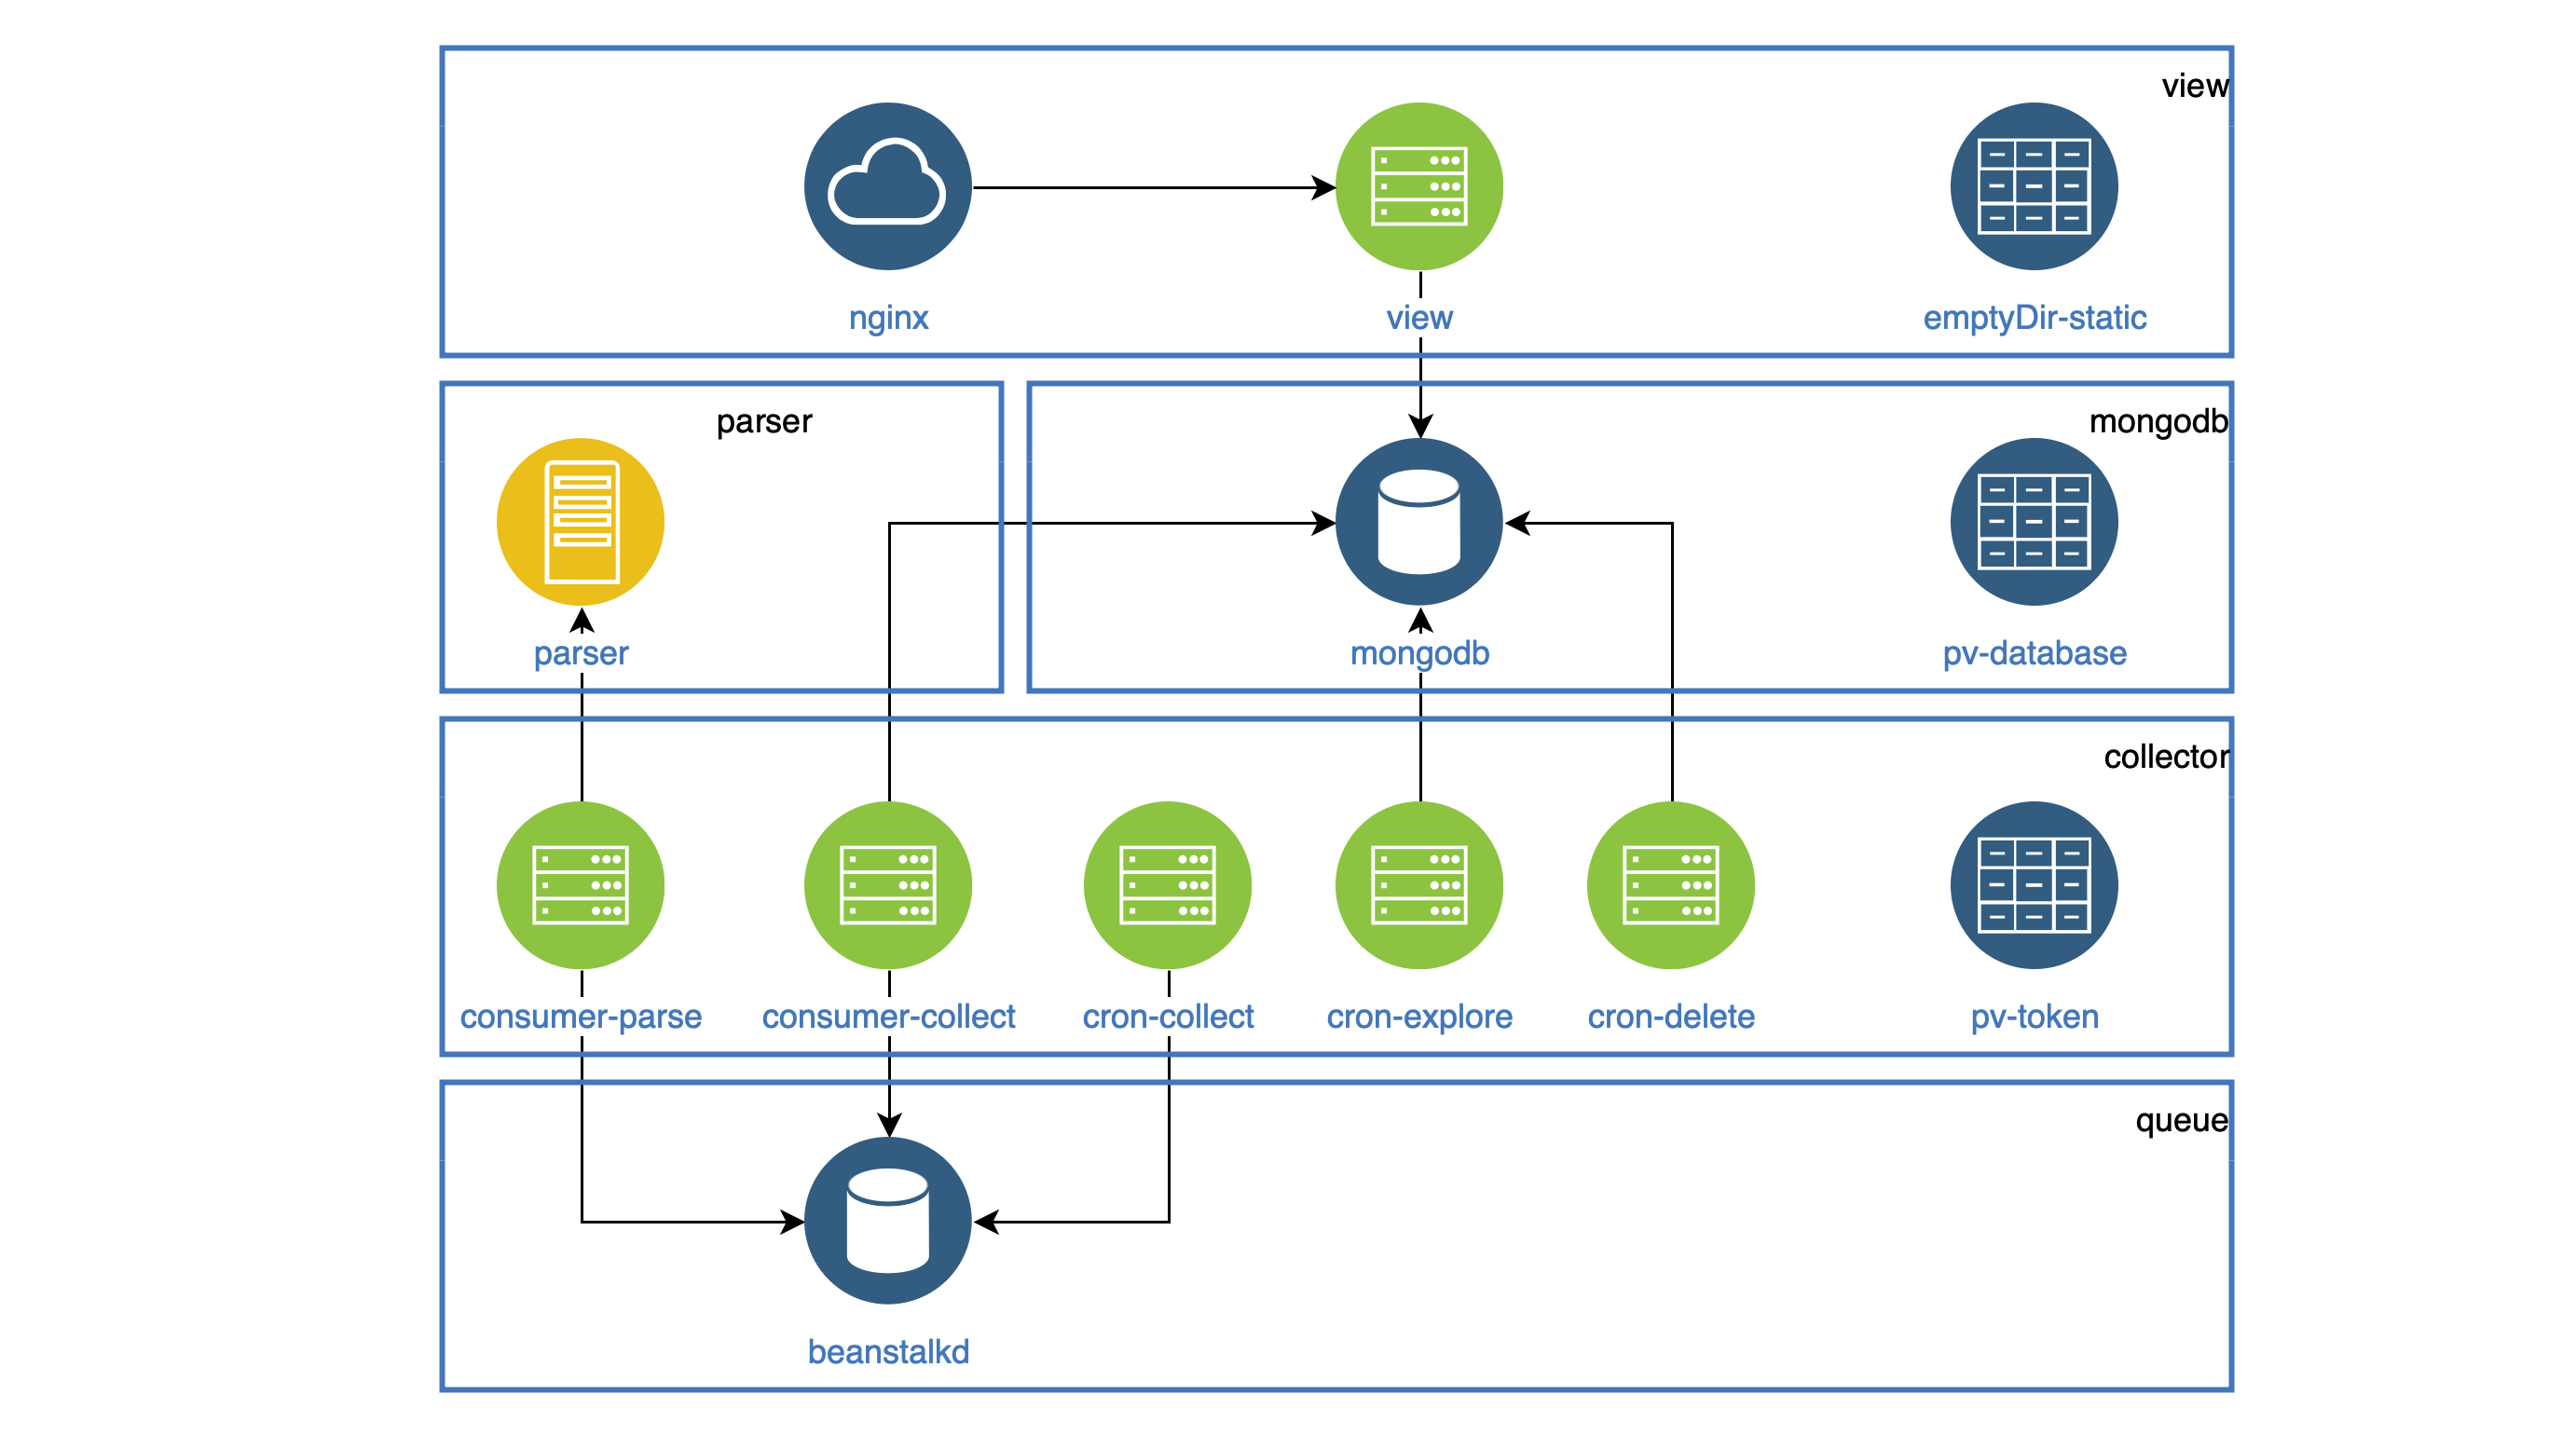 view
nginx
view
emptyDir-static
parser
mongodb
parser
mongodb
pv-database
collector
consumer-parse
consumer-collect
cron-collect
cron-explore
cron-delete
pv-token
queue
beanstalkd